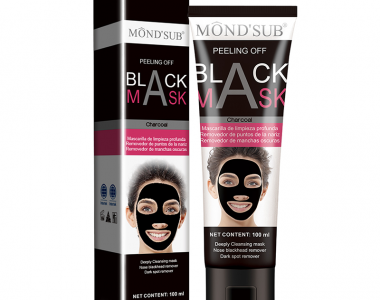 MÔND'SUB®
PEELING OFF
BLACK
MASK
Charcoal
Mascarilla de limpieza profunda
Removedor de puntos de la nariz
Removedor de manchas oscuras
NET CONTENT: 100 ml
Deeply Cleansing mask
Nose blackhead remover
Dark spot remover
MÔND'SUB®
PEELING OFF
BLACK
MASK
Charcoal
Mascarilla de limpieza profunda
Removedor de puntos de la nariz
Removedor de manchas oscuras
NET CONTENT: 100 ml
Deeply Cleansing mask
Nose blackhead remover
Dark spot remover